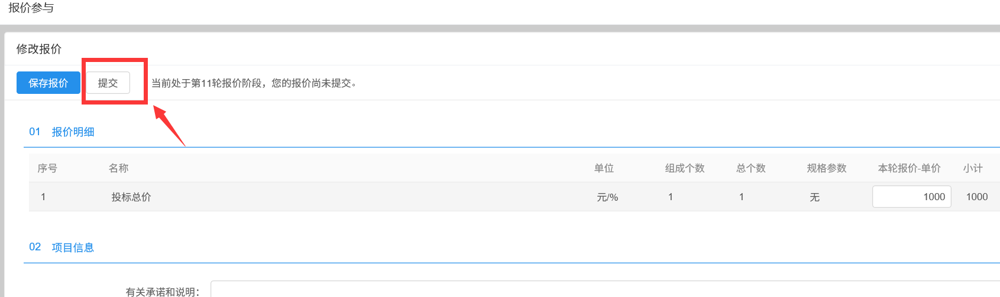 报价参与
修改报价
保存报价 提交 当前处于第11轮报价阶段，您的报价尚未提交。
01 报价明细
序号 名称 单位 组成个数 总个数 规格参数 本轮报价-单价 小计
1 投标总价 元/% 1 1 无 1000 1000
02 项目信息
有关承诺和说明：